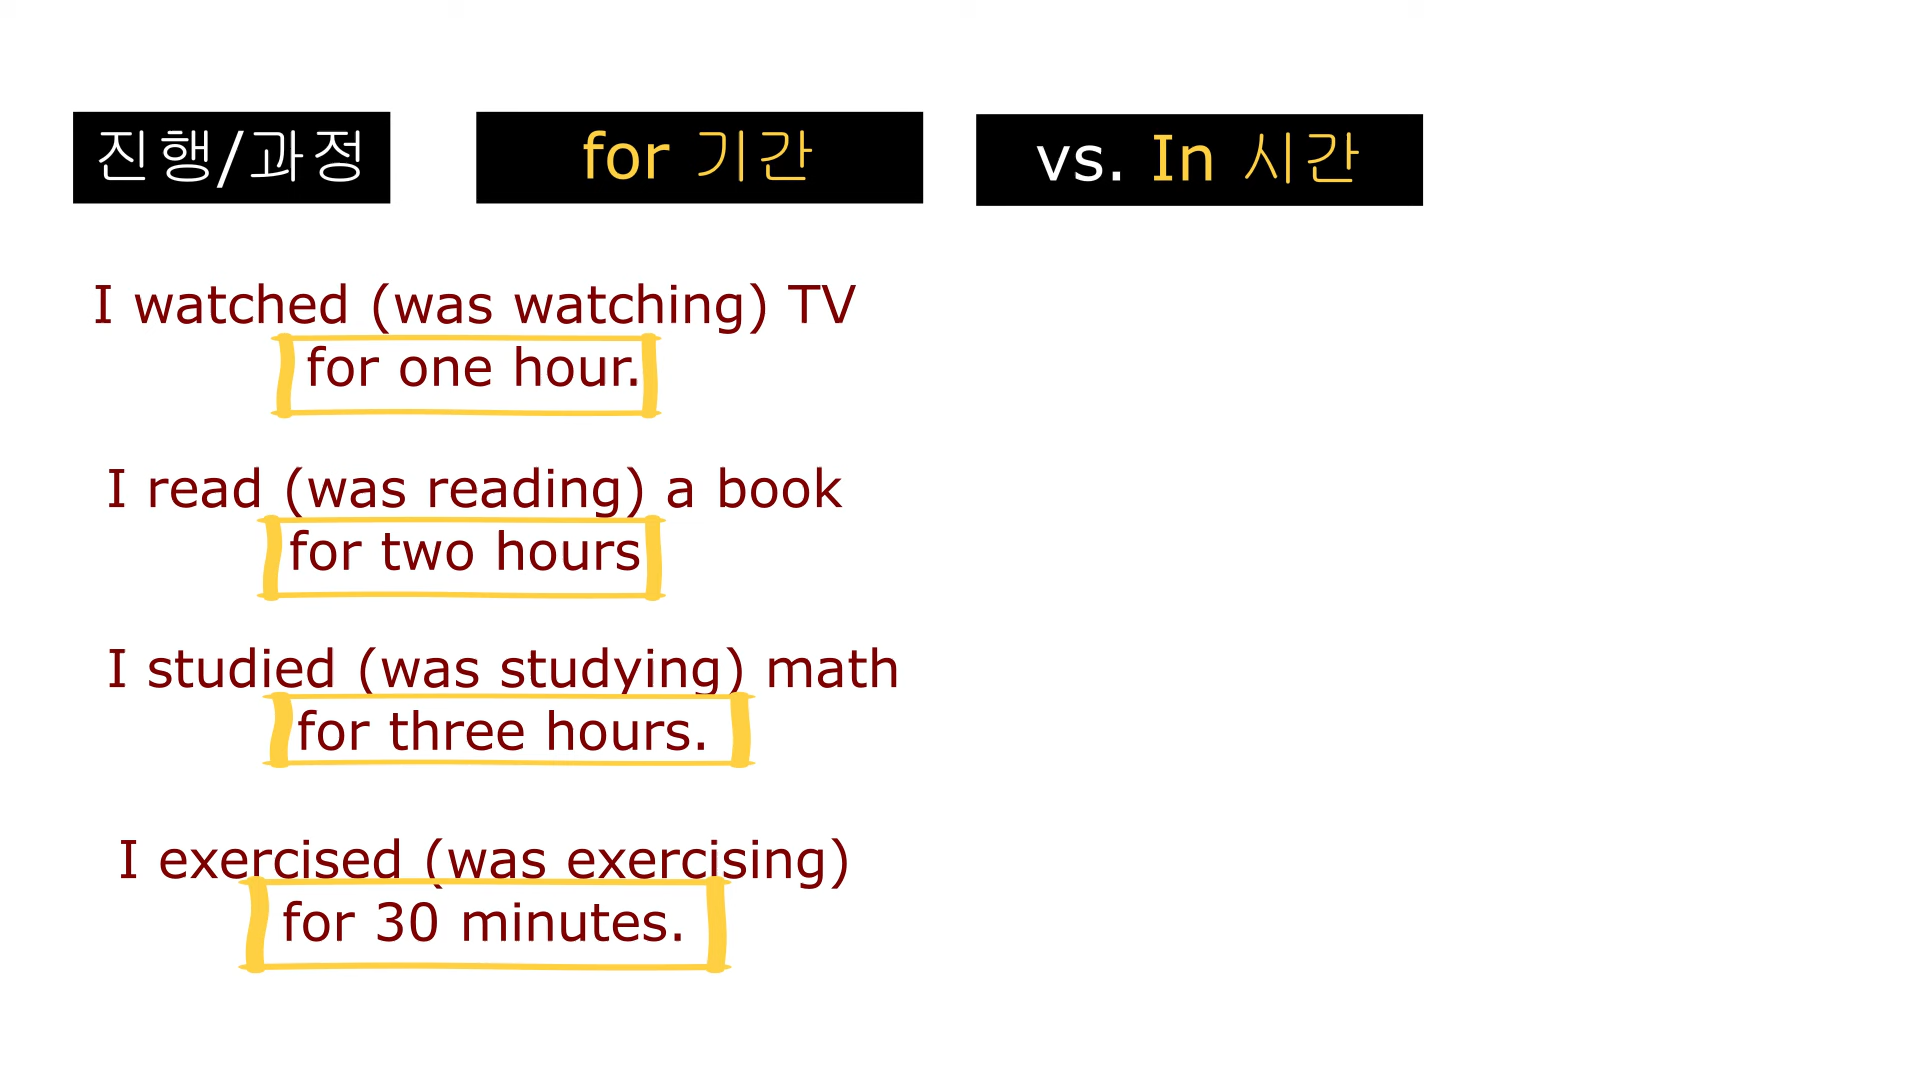 진행/과정
for 기간
vs. In 시간
I watched (was watching) TV
for one hour.
I read (was reading) a book
for two hours
I studied (was studying) math
for three hours.
I exercised (was exercising)
for 30 minutes.